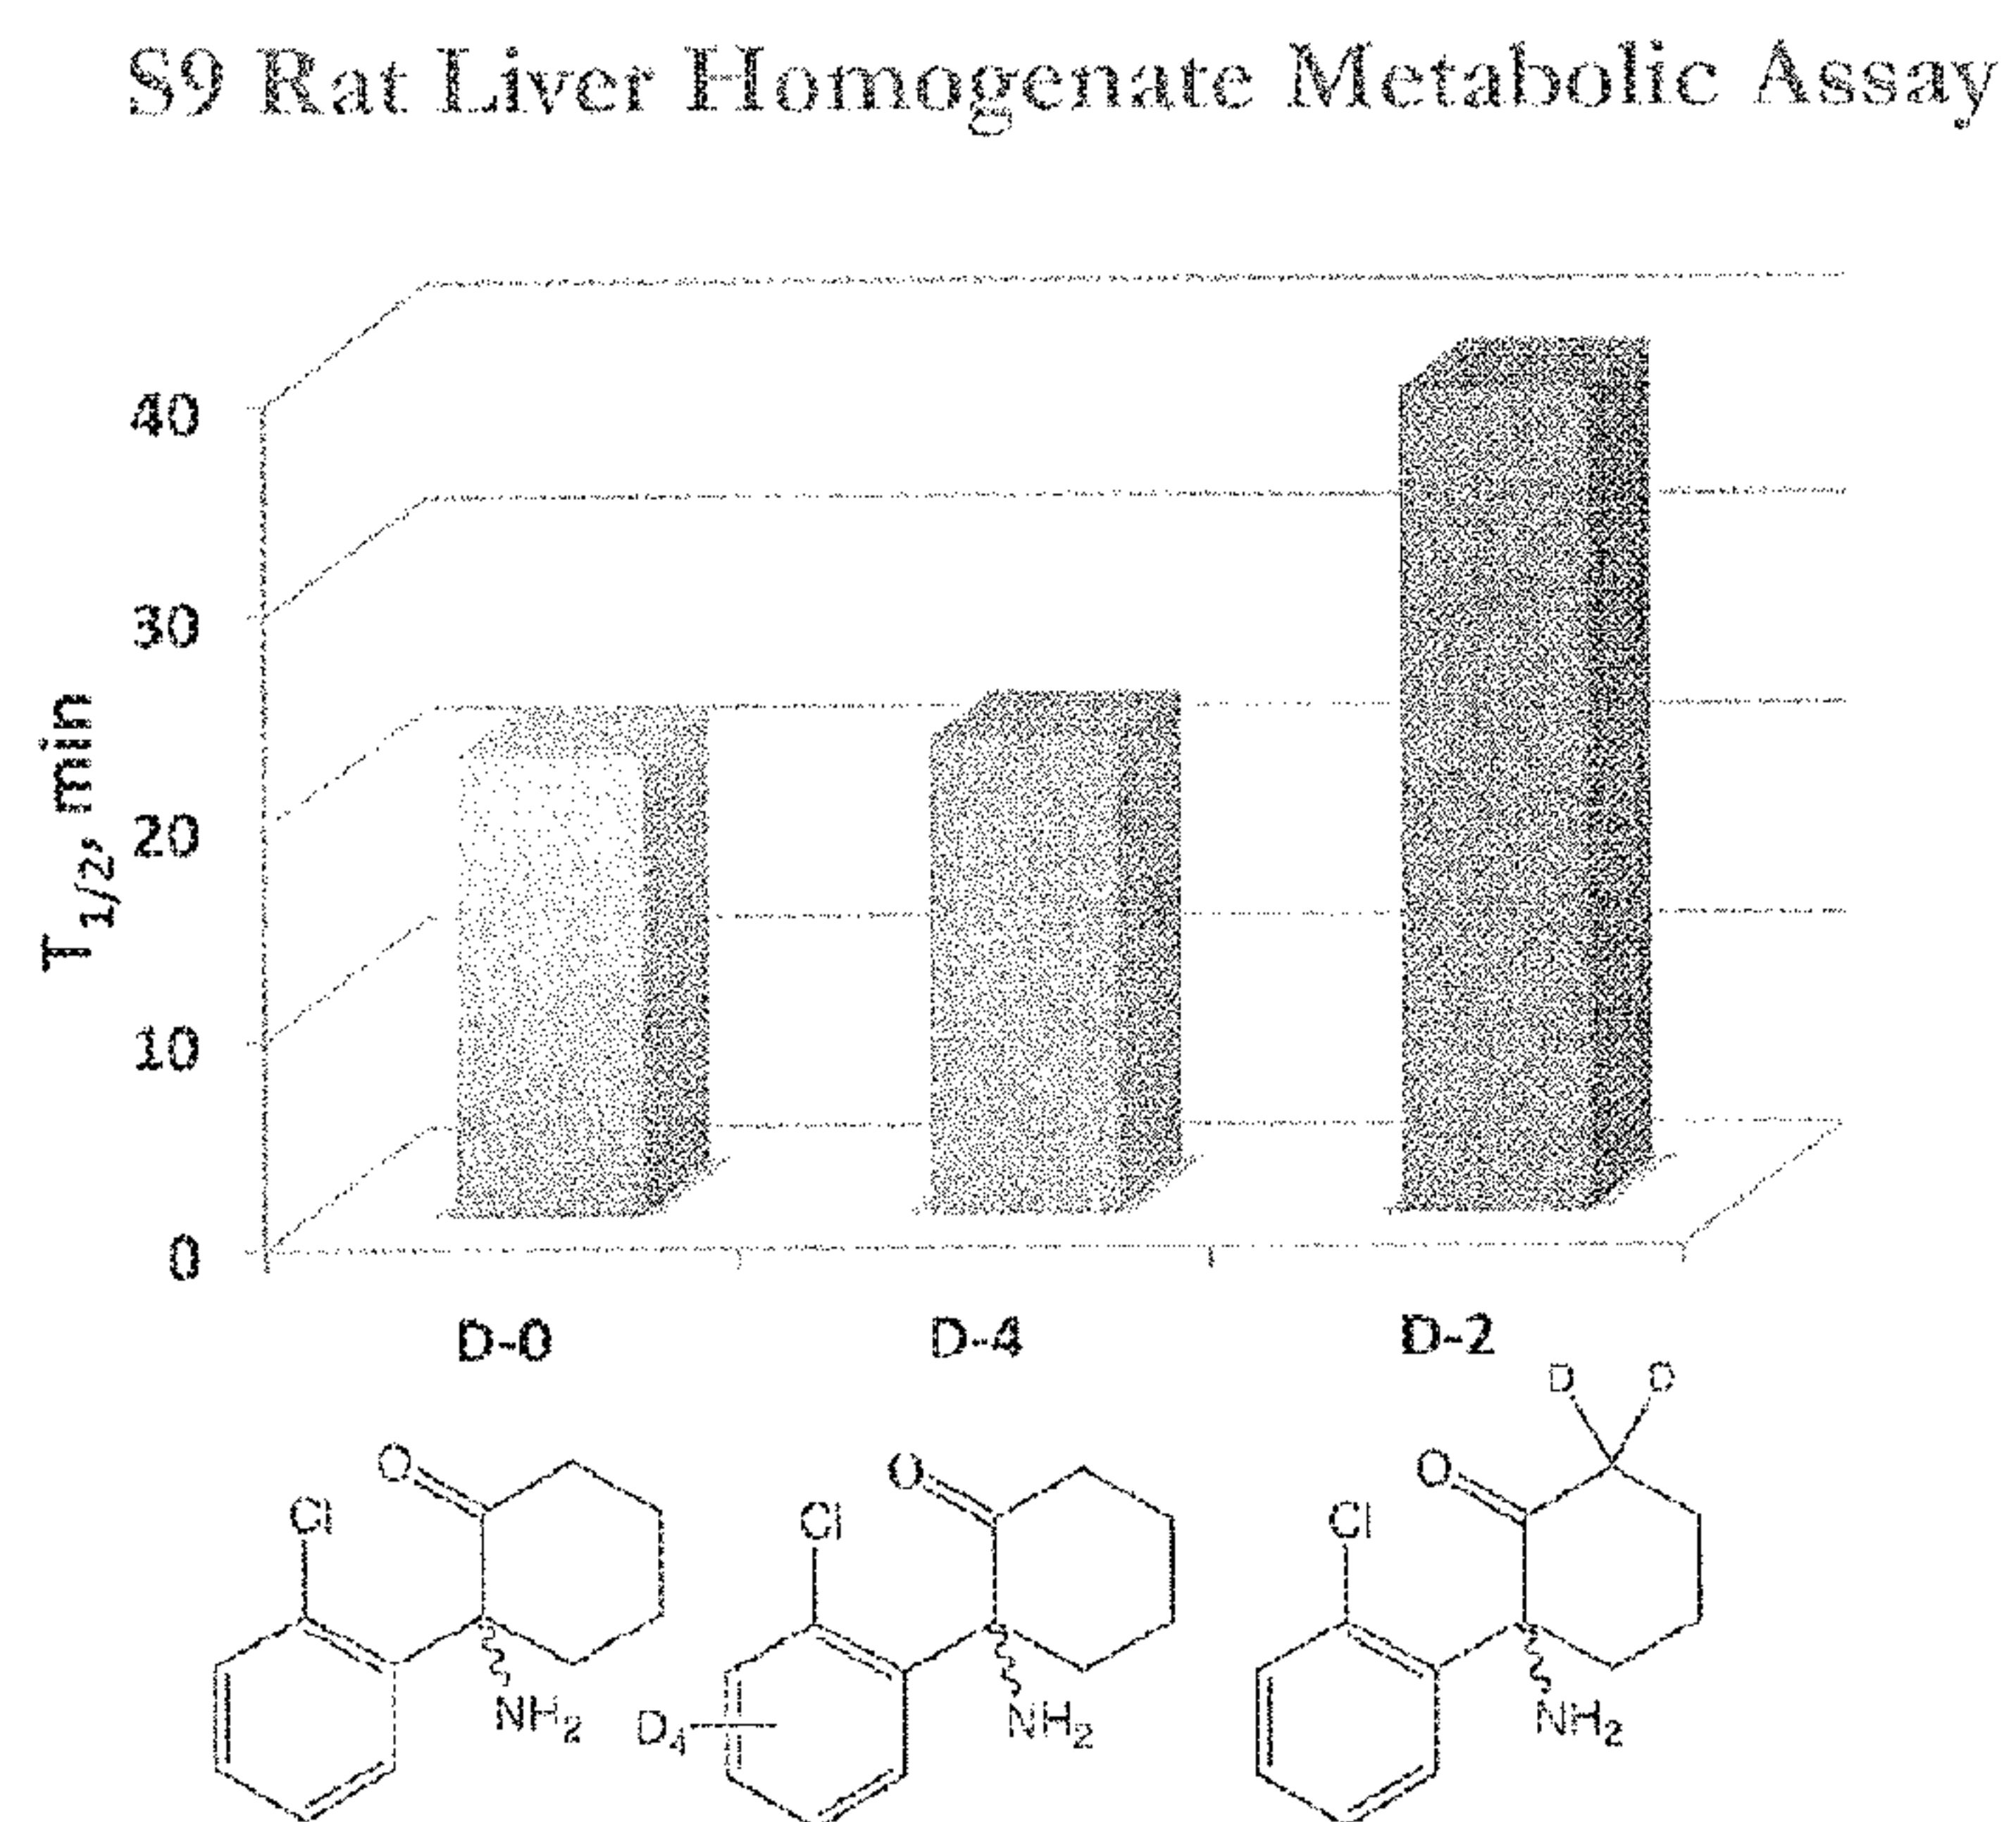 S9 Rat Liver Homogenate Metabolic Assay
40
30
20
10
0
T1/2, min
D-0
D-4
D-2
D D
O
Cl
NH2
O
Cl
D4
NH2
O
Cl
NH2